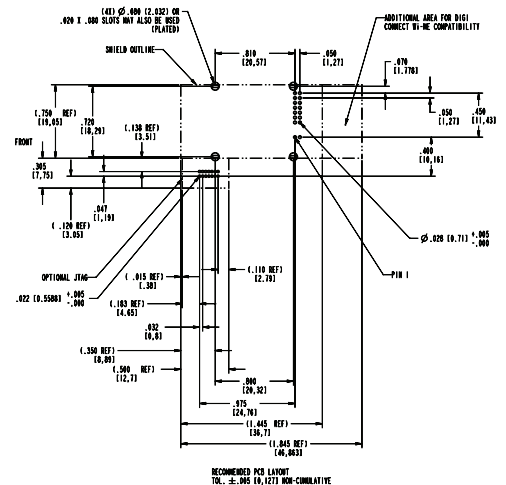 (4X) Ø .080 (2.032) OR
.020 X .080 SLOTS MAY ALSO BE USED
(PLATED)
SHIELD OUTLINE
ADDITIONAL AREA FOR DIGI
CONNECT Wi-ME COMPATIBILITY
.810
[20,57]
.050
[1,27]
.070
[1.778]
(.750 REF)
[19,05]
.720
[18,29]
(.138 REF)
[3.51]
.050
[1,27]
.450
[11,43]
FRONT
.400
[10,16]
.305
[7,75]
.047
[1,19]
(.120 REF)
[3.05]
Ø.028 [0.71] +.005
-.000
OPTIONAL JTAG
(.015 REF)
[.38]
(.110 REF)
[2.79]
PIN 1
.022 [0.5588] +.005
-.000
(.183 REF)
[4.65]
.032
[0,8]
(.350 REF)
[8,89]
(.500 REF)
[12,7]
.800
[20,32]
.975
[24,76]
(1.445 REF)
[36,7]
(1.845 REF)
[46,863]
RECOMMENDED PCB LAYOUT
TOL. ±.005 [0,127] NON-CUMULATIVE